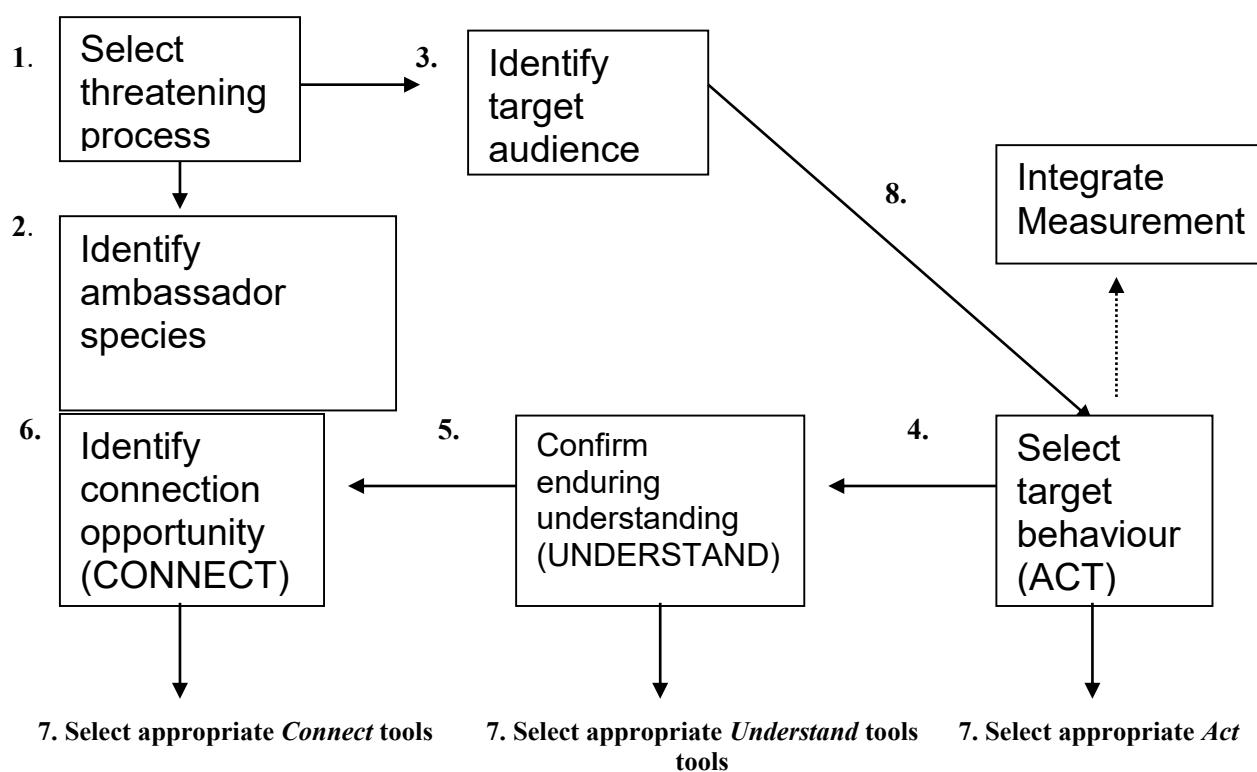 1.
Select
threatening
process
2.
Identify
ambassador
species
3.
Identify
target
audience
8.
Integrate
Measurement
4.
Select
target
behaviour
(ACT)
5.
Confirm
enduring
understanding
(UNDERSTAND)
6.
Identify
connection
opportunity
(CONNECT)
7. Select appropriate Connect tools
7. Select appropriate Understand tools
7. Select appropriate Act
tools